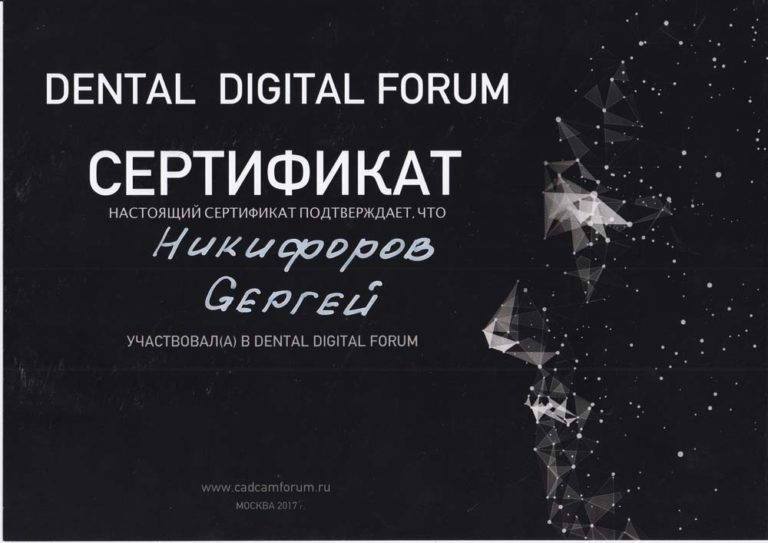 DENTAL DIGITAL FORUM
СЕРТИФИКАТ
НАСТОЯЩИЙ СЕРТИФИКАТ ПОДТВЕРЖДАЕТ, ЧТО
Никифоров
Сергей
УЧАСТВОВАЛ(А) В DENTAL DIGITAL FORUM
www.cadcamforum.ru
МОСКВА 2017 г.